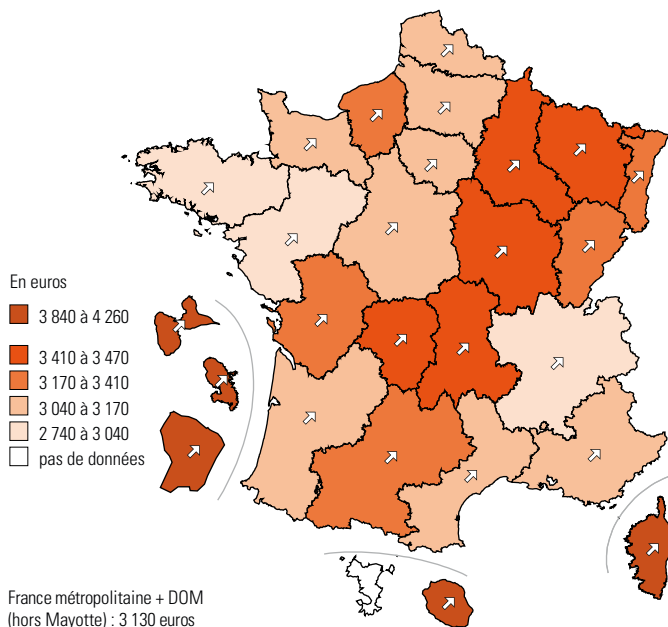 En euros
3 840 à 4 260
3 410 à 3 470
3 170 à 3 410
3 040 à 3 170
2 740 à 3 040
pas de données
France métropolitaine + DOM
(hors Mayotte) : 3 130 euros